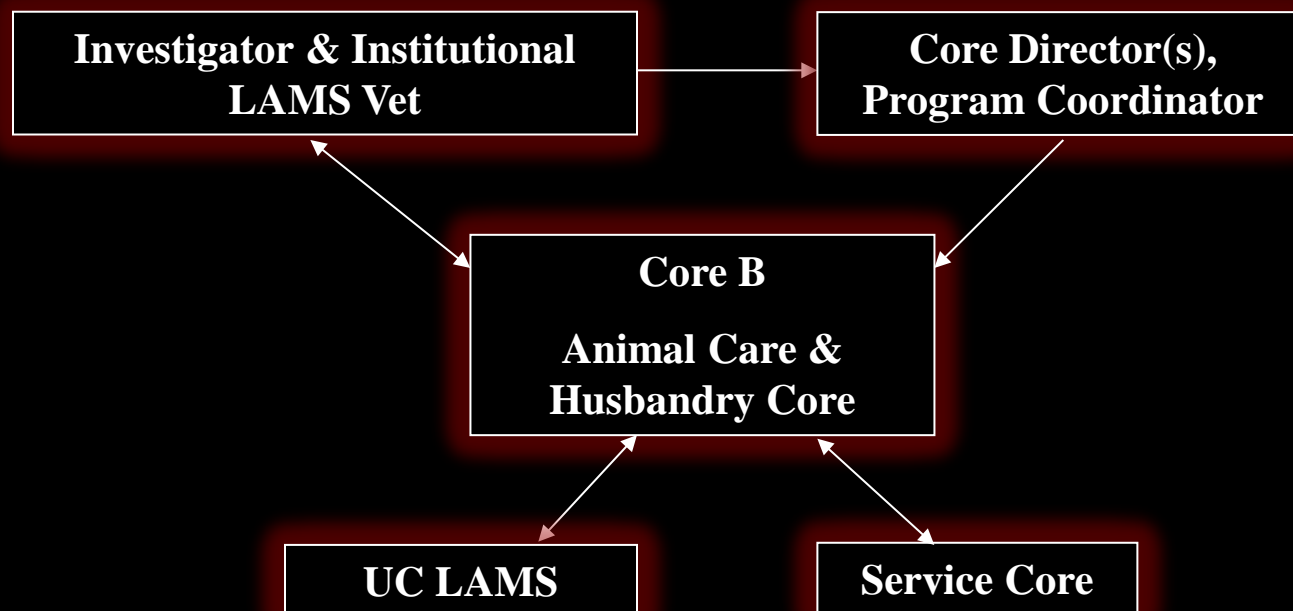 Investigator & Institutional
LAMS Vet
Core Director(s),
Program Coordinator
Core B
Animal Care &
Husbandry Core
UC LAMS
Service Core